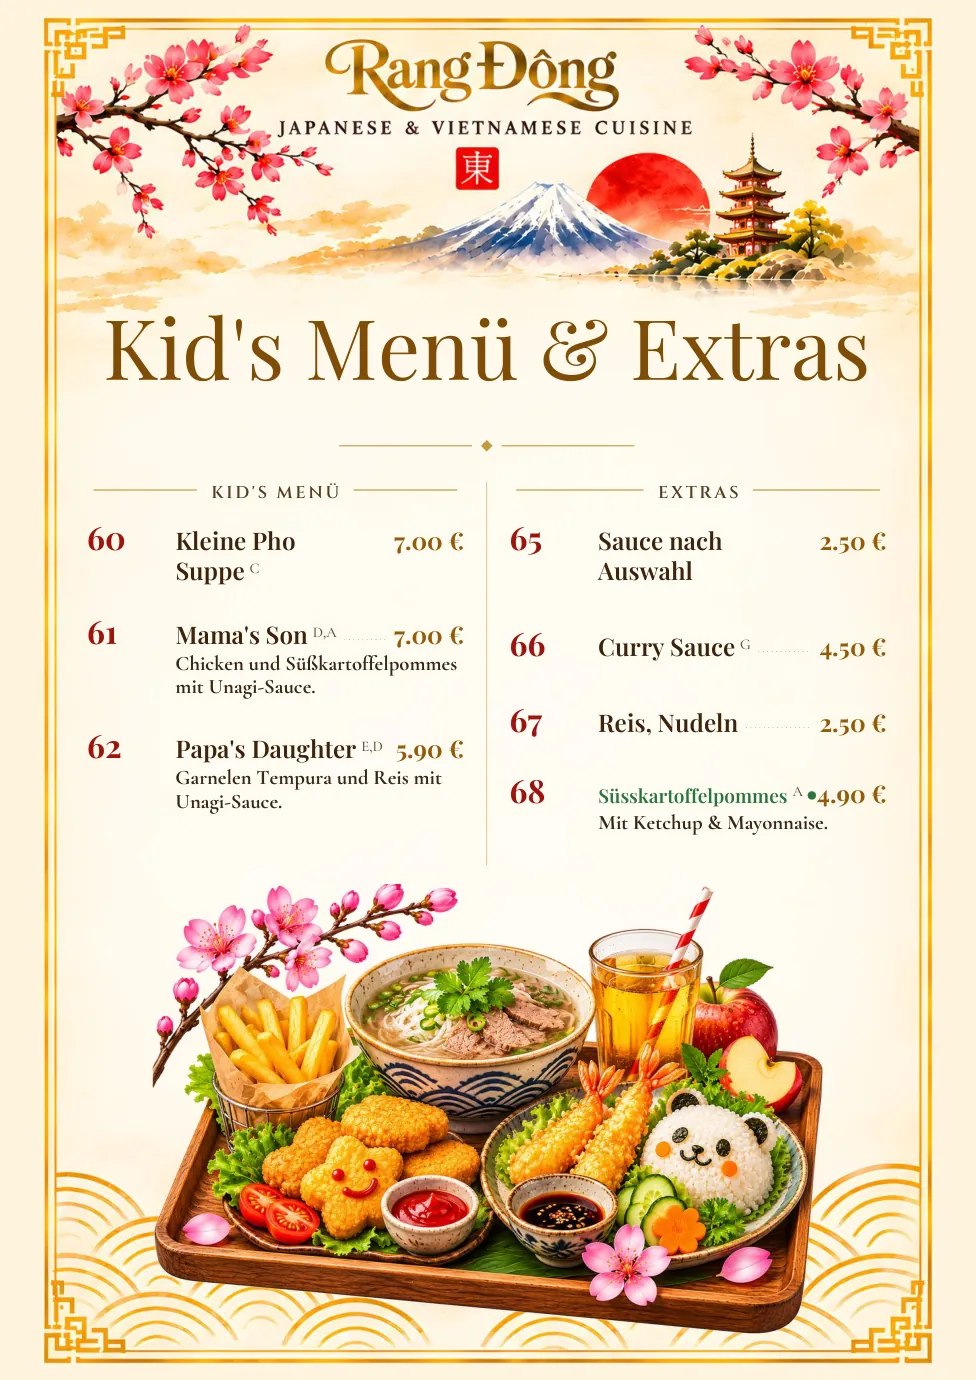 Rang Đông
JAPANESE & VIETNAMESE CUISINE
東
Kid's Menü & Extras
KID'S MENÜ
60 Kleine Pho 7.00 €
Suppe C
61 Mama's Son D,A 7.00 €
Chicken und Süßkartoffelpommes
mit Unagi-Sauce.
62 Papa's Daughter E,D 5.90 €
Garnelen Tempura und Reis mit
Unagi-Sauce.
EXTRAS
65 Sauce nach 2.50 €
Auswahl
66 Curry Sauce G 4.50 €
67 Reis, Nudeln 2.50 €
68 Süsskartoffelpommes A 4.90 €
Mit Ketchup & Mayonnaise.